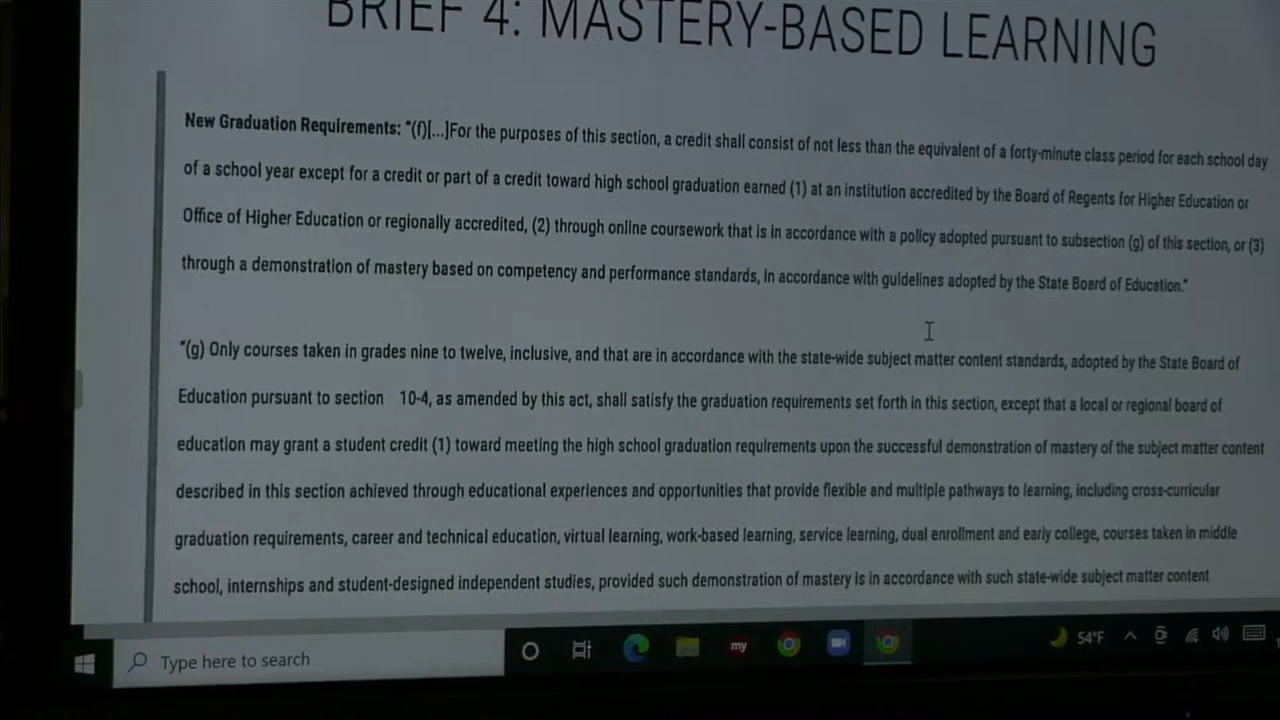 BRIEF 4: MASTERY-BASED LEARNING
New Graduation Requirements: "(f)[...]For the purposes of this section, a credit shall consist of not less than the equivalent of a forty-minute class period for each school day
of a school year except for a credit or part of a credit toward high school graduation earned (1) at an institution accredited by the Board of Regents for Higher Education or
Office of Higher Education or regionally accredited, (2) through online coursework that is in accordance with a policy adopted pursuant to subsection (g) of this section, or (3)
through a demonstration of mastery based on competency and performance standards, in accordance with guidelines adopted by the State Board of Education."
"(g) Only courses taken in grades nine to twelve, inclusive, and that are in accordance with the state-wide subject matter content standards, adopted by the State Board of
Education pursuant to section 10-4, as amended by this act, shall satisfy the graduation requirements set forth in this section, except that a local or regional board of
education may grant a student credit (1) toward meeting the high school graduation requirements upon the successful demonstration of mastery of the subject matter content
described in this section achieved through educational experiences and opportunities that provide flexible and multiple pathways to learning, including cross-curricular
graduation requirements, career and technical education, virtual learning, work-based learning, service learning, dual enrollment and early college, courses taken in middle
school, internships and student-designed independent studies, provided such demonstration of mastery is in accordance with such state-wide subject matter content
Type here to search
my
54°F